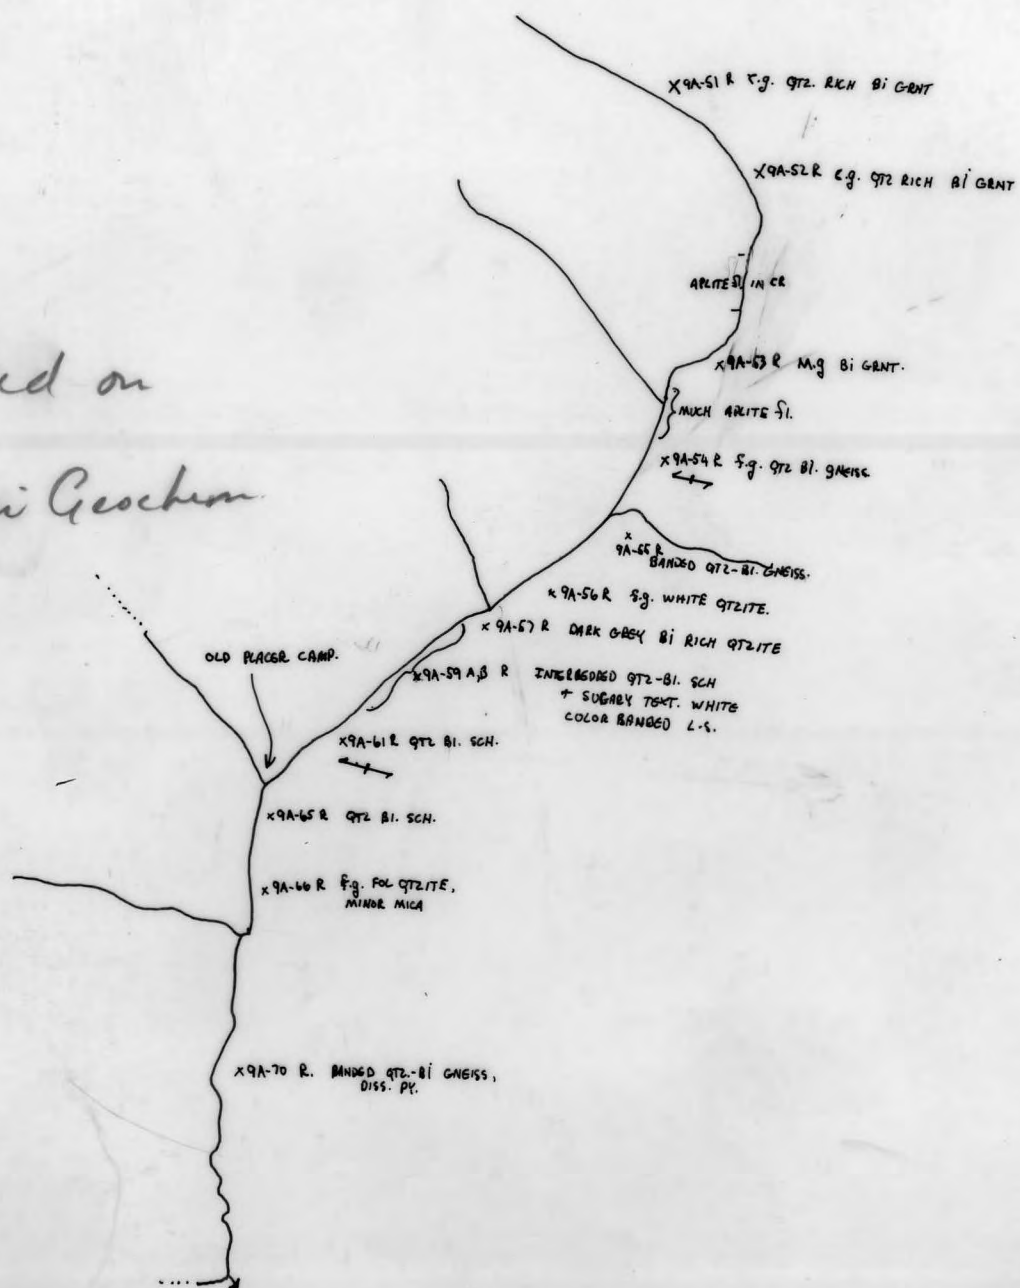 X9A-51 R c.g. QTZ. RICH Bi GRNT
X9A-52 R c.g. QTZ RICH Bi GRNT
APLITE fl. IN CR
x9A-53 R M.g Bi GRNT.
MUCH APLITE fl.
on
Geochem.
x9A-54 R f.g. QTZ BI. GNEISS
x
9A-55 R
BANDED QTZ-BI. GNEISS.
x9A-56 R f.g. WHITE QTZITE.
x9A-57 R DARK GREY Bi RICH QTZITE
OLD PLACER CAMP.
x9A-59 A,B R INTERBEDDED QTZ-BI. SCH
+ SUGARY TEXT. WHITE
COLOR BANDED L.S.
x9A-61 R QTZ BI. SCH.
x9A-65 R QTZ BI. SCH.
x9A-66 R f.g. FOL QTZITE,
MINOR MICA
x9A-70 R. BANDED QTZ.-Bi GNEISS,
DISS. PY.